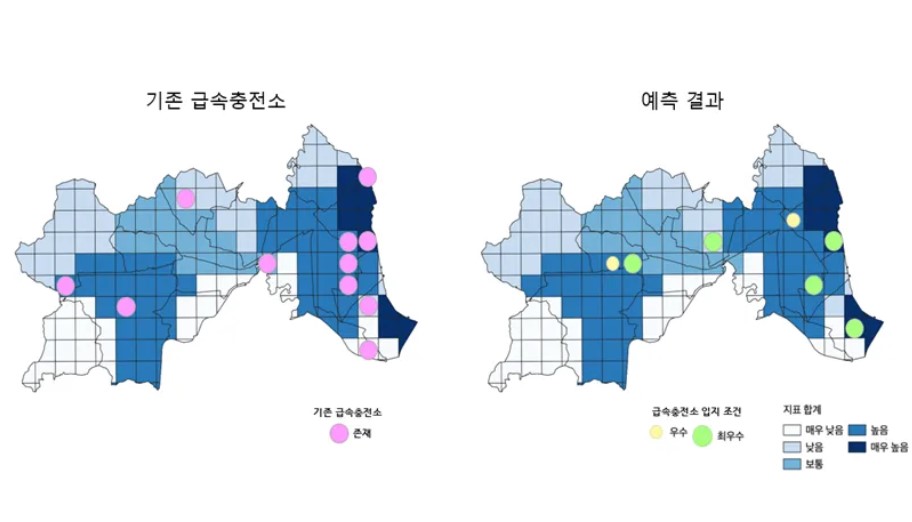 기존 급속충전소
예측 결과
기존 급속충전소
존재
급속충전소 입지 조건
우수
최우수
지표 합계
매우 낮음
높음
낮음
매우 높음
보통